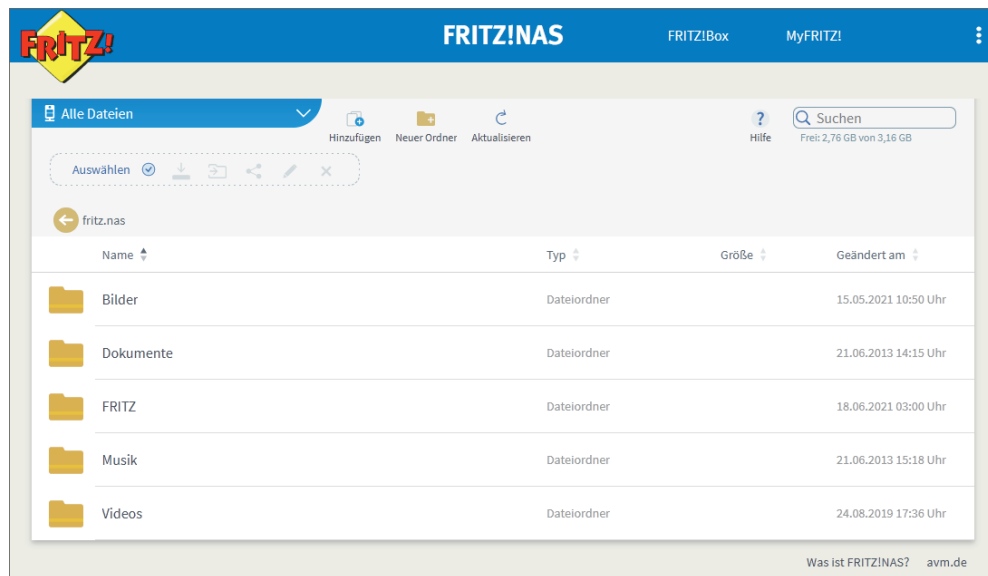 FRITZ!
FRITZ!NAS FRITZ!Box MyFRITZ!
Alle Dateien
Hinzufügen Neuer Ordner Aktualisieren Hilfe
Suchen
Frei: 2,76 GB von 3,16 GB
Auswählen
fritz.nas
Name Typ Größe Geändert am
Bilder Dateiordner 15.05.2021 10:50 Uhr
Dokumente Dateiordner 21.06.2013 14:15 Uhr
FRITZ Dateiordner 18.06.2021 03:00 Uhr
Musik Dateiordner 21.06.2013 15:18 Uhr
Videos Dateiordner 24.08.2019 17:36 Uhr
Was ist FRITZ!NAS? avm.de